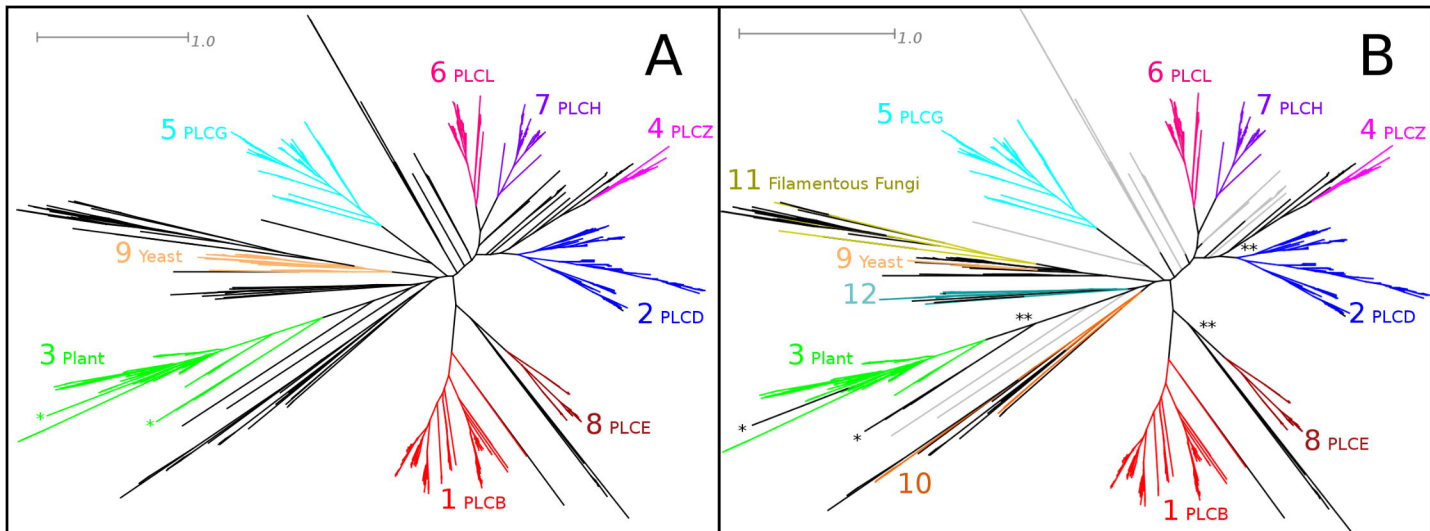 1.0
A
6 PLCL
7 PLCH
5 PLCG
4 PLCZ
9 Yeast
2 PLCD
3 Plant
*
*
8 PLCE
1 PLCB
1.0
B
6 PLCL
7 PLCH
5 PLCG
4 PLCZ
11 Filamentous Fungi
**
9 Yeast
12
2 PLCD
**
**
3 Plant
*
*
8 PLCE
10
1 PLCB